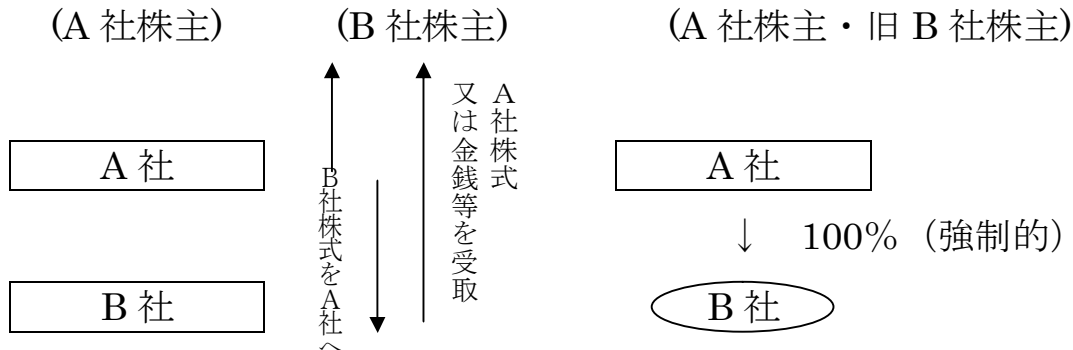 (A 社株主)
(B 社株主)
(A 社株主・旧 B 社株主)
A 社
B 社
B社株式をA社へ
A社株式
又は金銭等を受取
A 社
↓ 100% (強制的)
B 社